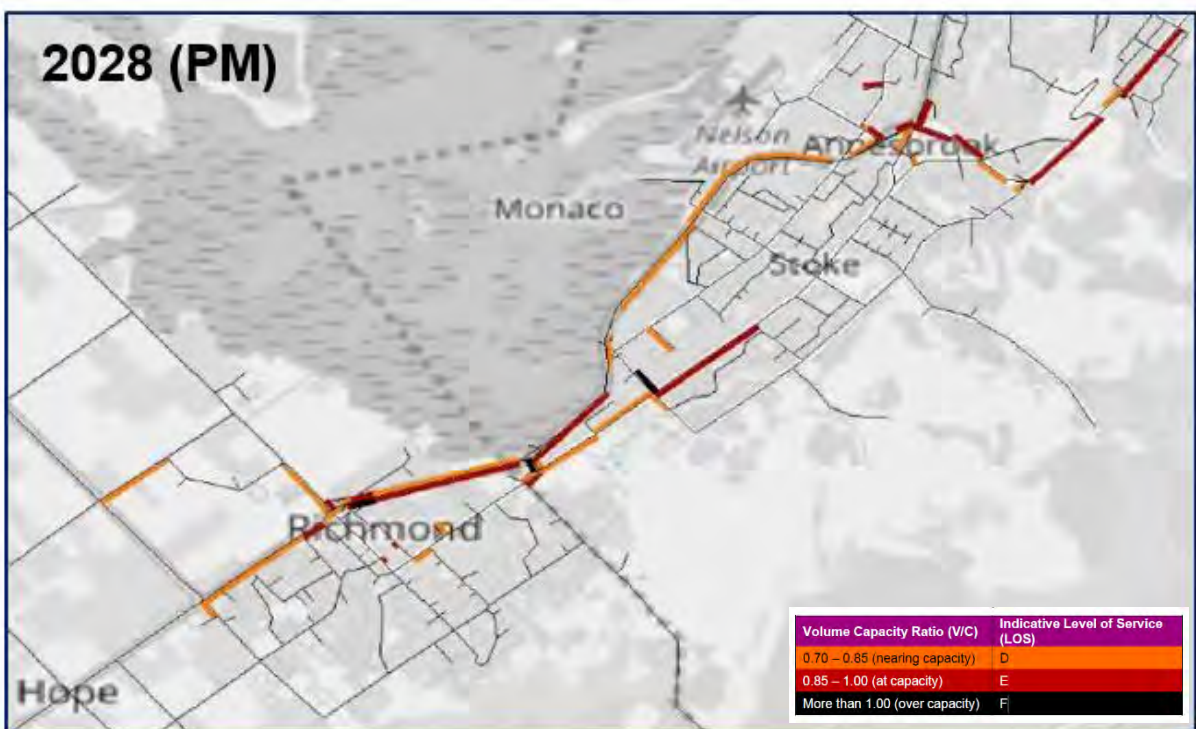 2028 (PM)
Nelson
Airport
Annesbrook
Monaco
Stoke
Richmond
Hope
Volume Capacity Ratio (V/C) Indicative Level of Service (LOS)
0.70 – 0.85 (nearing capacity) D
0.85 – 1.00 (at capacity) E
More than 1.00 (over capacity) F